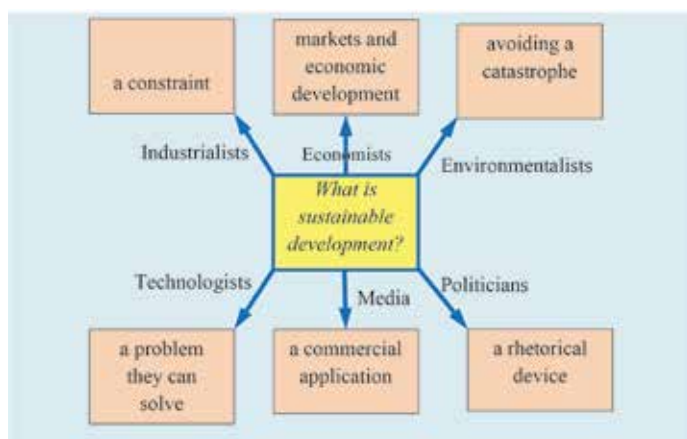 markets and
economic
development
avoiding a
catastrophe
a constraint
Industrialists
Economists
Environmentalists
What is
sustainable
development?
Technologists
Media
Politicians
a problem
they can
solve
a commercial
application
a rhetorical
device